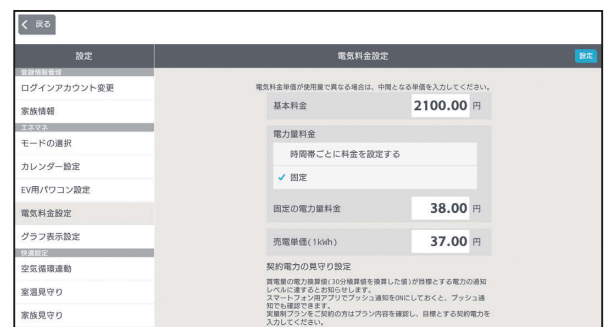 戻る
設定
電気料金設定
設定
登録情報管理
ログインアカウント変更
家族情報
エネマネ
モードの選択
カレンダー設定
EV用パワコン設定
電気料金設定
グラフ表示設定
快適設定
空気循環連動
室温見守り
家族見守り
電気料金単価が使用量で異なる場合は、中間となる単価を入力してください。
基本料金 2100.00 円
電力量料金
時間帯ごとに料金を設定する
固定
固定の電力量料金 38.00 円
売電単価(1kWh) 37.00 円
契約電力の見守り設定
買電量の電力換算値(30分積算値を換算した値)が目標とする電力の通知
レベルに達するとお知らせします。
スマートフォン用アプリでプッシュ通知をONにしておくと、プッシュ通
知でも確認できます。
実量制プランをご契約の方はプラン内容を確認し、目標とする契約電力を
入力してください。